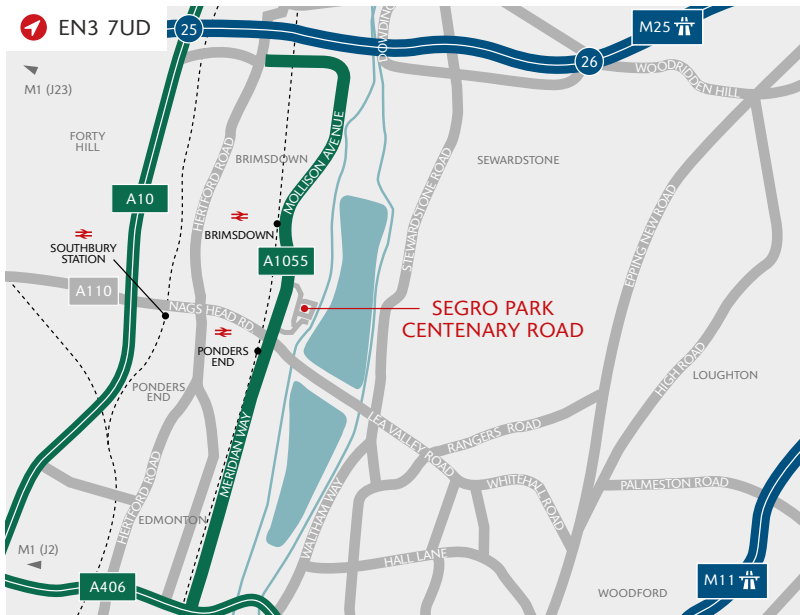 EN3 7UD
25
M25
DOWDING
26
WOODRIDDEN HILL
M1 (J23)
FORTY
HILL
HERTFORD ROAD
BRIMSDOWN
MOLLISON AVENUE
SEWARDSTONE
STEWARDSTONE ROAD
EPPING NEW ROAD
A10
SOUTHBURY
STATION
BRIMSDOWN
A1055
A110
NAGS HEAD RD
SEGRO PARK
CENTENARY ROAD
PONDERS
END
PONDERS
END
HIGH ROAD
LOUGHTON
MERIDIAN WAY
LEA VALLEY ROAD
RANGERS ROAD
HERTFORD ROAD
WHITEHALL ROAD
PALMESTON ROAD
EDMONTON
WALTHAM WAY
HALL LANE
M1 (J2)
A406
M11
WOODFORD